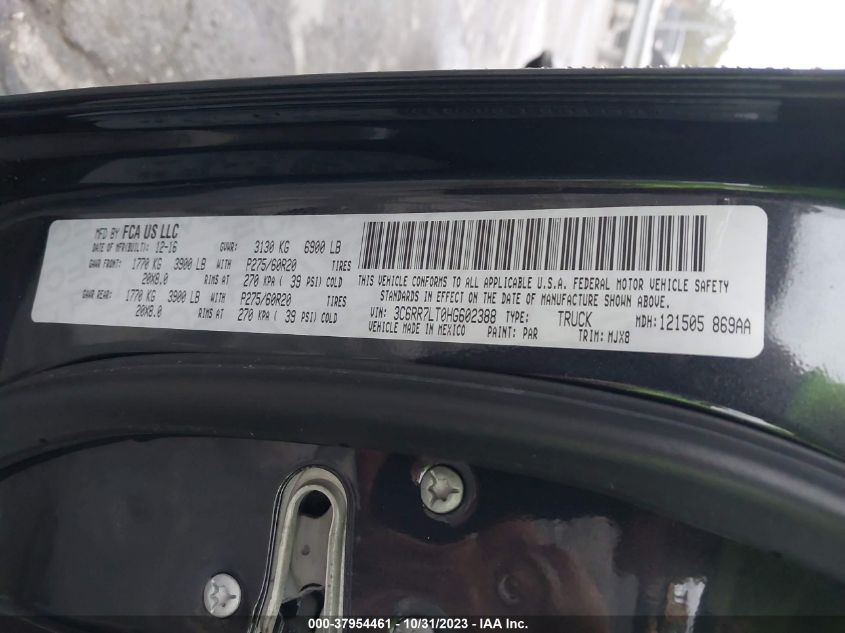 MFD BY FCA US LLC
DATE OF MFR(BUILT): 12-16 GVWR: 3130 KG 6900 LB
GAWR FRONT: 1770 KG 3900 LB WITH P275/60R20 TIRES
20X8.0 RIMS AT 270 KPA ( 39 PSI) COLD
GAWR REAR: 1770 KG 3900 LB WITH P275/60R20 TIRES
20X8.0 RIMS AT 270 KPA ( 39 PSI) COLD
THIS VEHICLE CONFORMS TO ALL APPLICABLE U.S.A. FEDERAL MOTOR VEHICLE SAFETY
STANDARDS IN EFFECT ON THE DATE OF MANUFACTURE SHOWN ABOVE.
VIN: 3C6RR7LT0HG602388 TYPE: TRUCK MDH: 121505 869AA
VEHICLE MADE IN MEXICO PAINT: PAR TRIM: MJX8
000-37954461 - 10/31/2023 - IAA Inc.